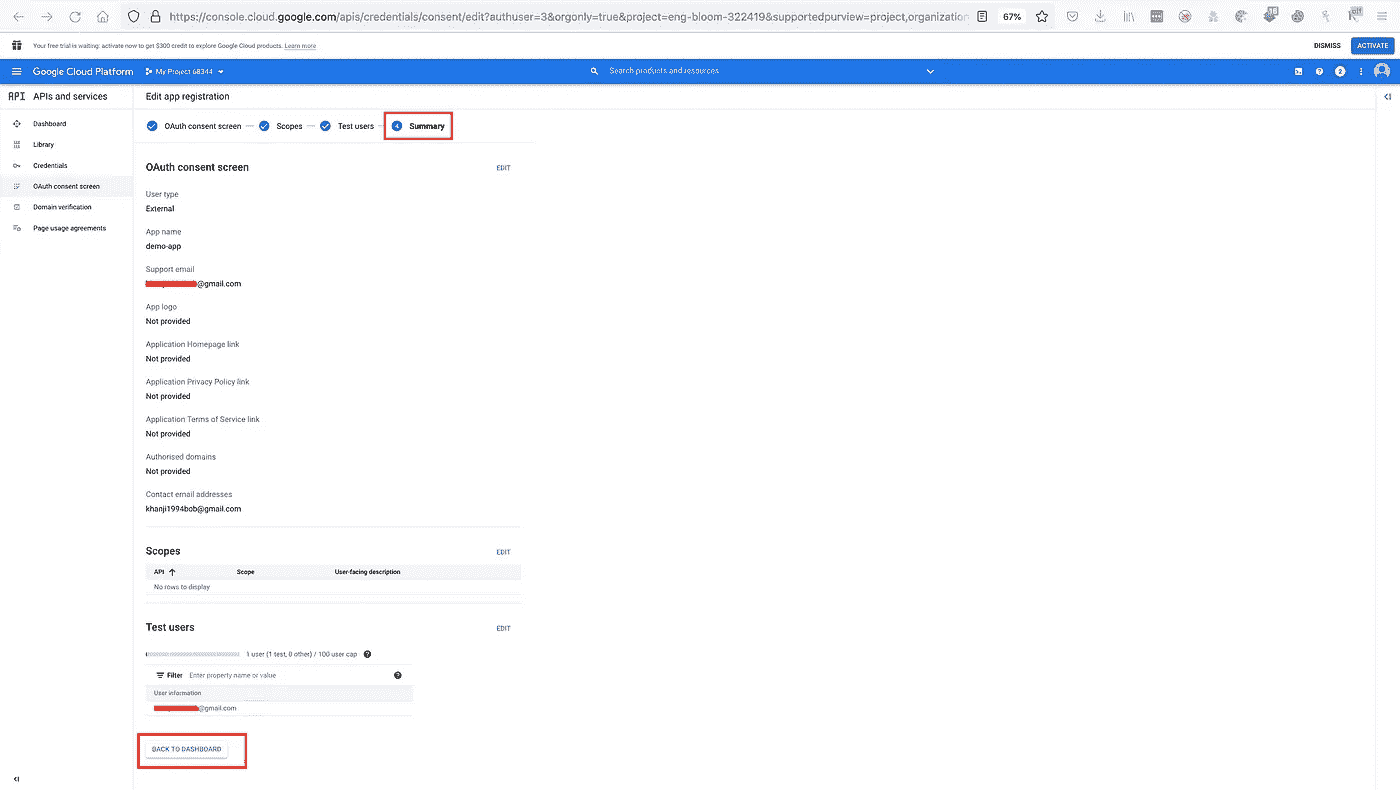 https://console.cloud.google.com/apis/credentials/consent/edit?authuser=3&orgonly=true&project=eng-bloom-322419&supportedpurview=project,organization
67%
Your free trial is waiting: activate now to get $300 credit to explore Google Cloud products. Learn more
DISMISS
ACTIVATE
Google Cloud Platform
My Project 68344
Search products and resources
2
API APIs and services
Edit app registration
Dashboard
Library
Credentials
OAuth consent screen
Domain verification
Page usage agreements
OAuth consent screen
Scopes
Test users
4 Summary
OAuth consent screen
EDIT
User type
External
App name
demo-app
Support email
@gmail.com
App logo
Not provided
Application Homepage link
Not provided
Application Privacy Policy link
Not provided
Application Terms of Service link
Not provided
Authorised domains
Not provided
Contact email addresses
khanji1994bob@gmail.com
Scopes
EDIT
API Scope User-facing description
No rows to display
Test users
EDIT
1 user (1 test, 0 other) / 100 user cap
Filter Enter property name or value
User information
@gmail.com
BACK TO DASHBOARD